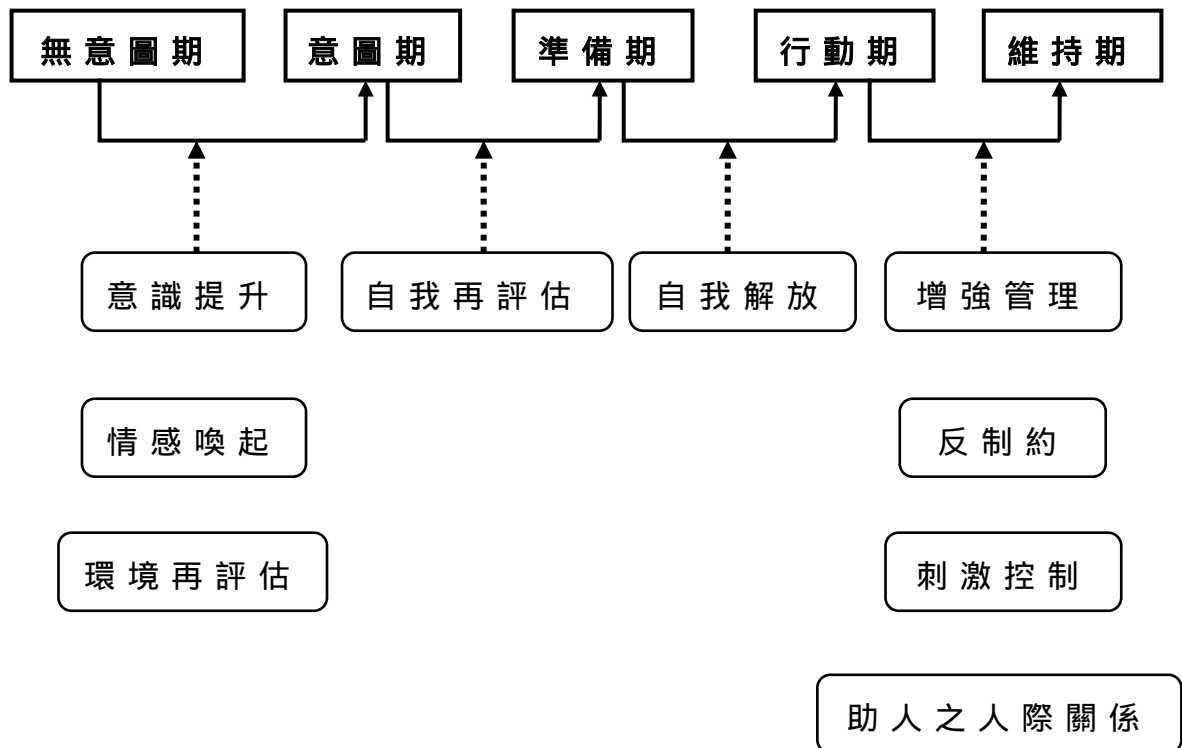 無意圖期 意圖期 準備期 行動期 維持期
意識提升 自我再評估 自我解放 增強管理
情感喚起 反制約
環境再評估 刺激控制
助人之人際關係